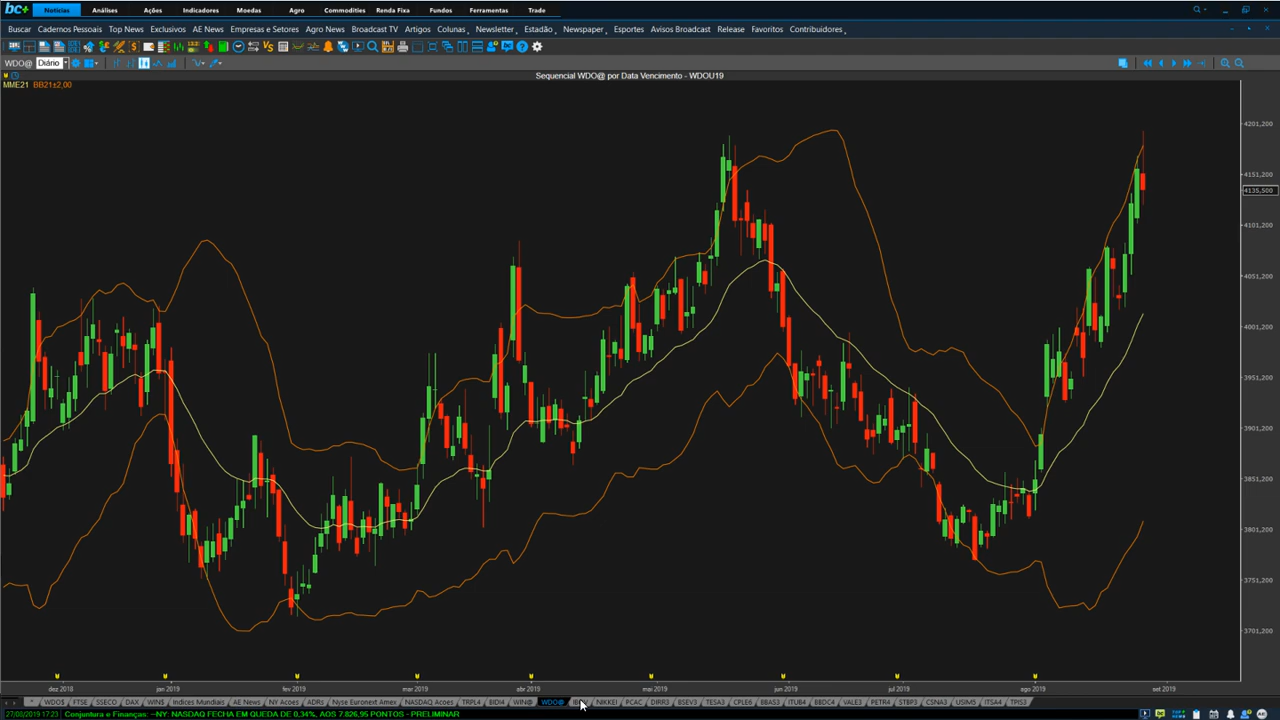 bc+ Notícias Análises Ações Indicadores Moedas Agro Commodities Renda Fixa Fundos Ferramentas Trade
Buscar Cadernos Pessoais Top News Exclusivos AE News Empresas e Setores Agro News Broadcast TV Artigos Colunas Newsletter Estadão Newspaper Esportes Avisos Broadcast Release Favoritos Contribuidores
WDO@ Diário
Sequencial WDO@ por Data Vencimento - WDOU19
MME21 BB21±2,00
4201,200
4151,200
4135,500
4101,200
4051,200
4001,200
3951,200
3901,200
3851,200
3801,200
3751,200
3701,200
dez 2018 jan 2019 fev 2019 mar 2019 abr 2019 mai 2019 jun 2019 jul 2019 ago 2019 set 2019
WDO$ FTSE SSECO DAX WIN$ Indices Mundiais AE News NY Acoes ADRs Nyse Euronext Amex NASDAQ Acoes TRPL4 BIDI4 WIN@ WDO@ NIKKEI PCAC DIRR3 BSEV3 TESA3 CPLE6 BBAS3 ITUB4 BBDC4 VALE3 PETR4 STBP3 CSNA3 USIM5 ITSA4 TPIS3
27/08/2019 17:23 Conjuntura e Finanças: --NY: NASDAQ FECHA EM QUEDA DE 0,34%, AOS 7.826,95 PONTOS - PRELIMINAR